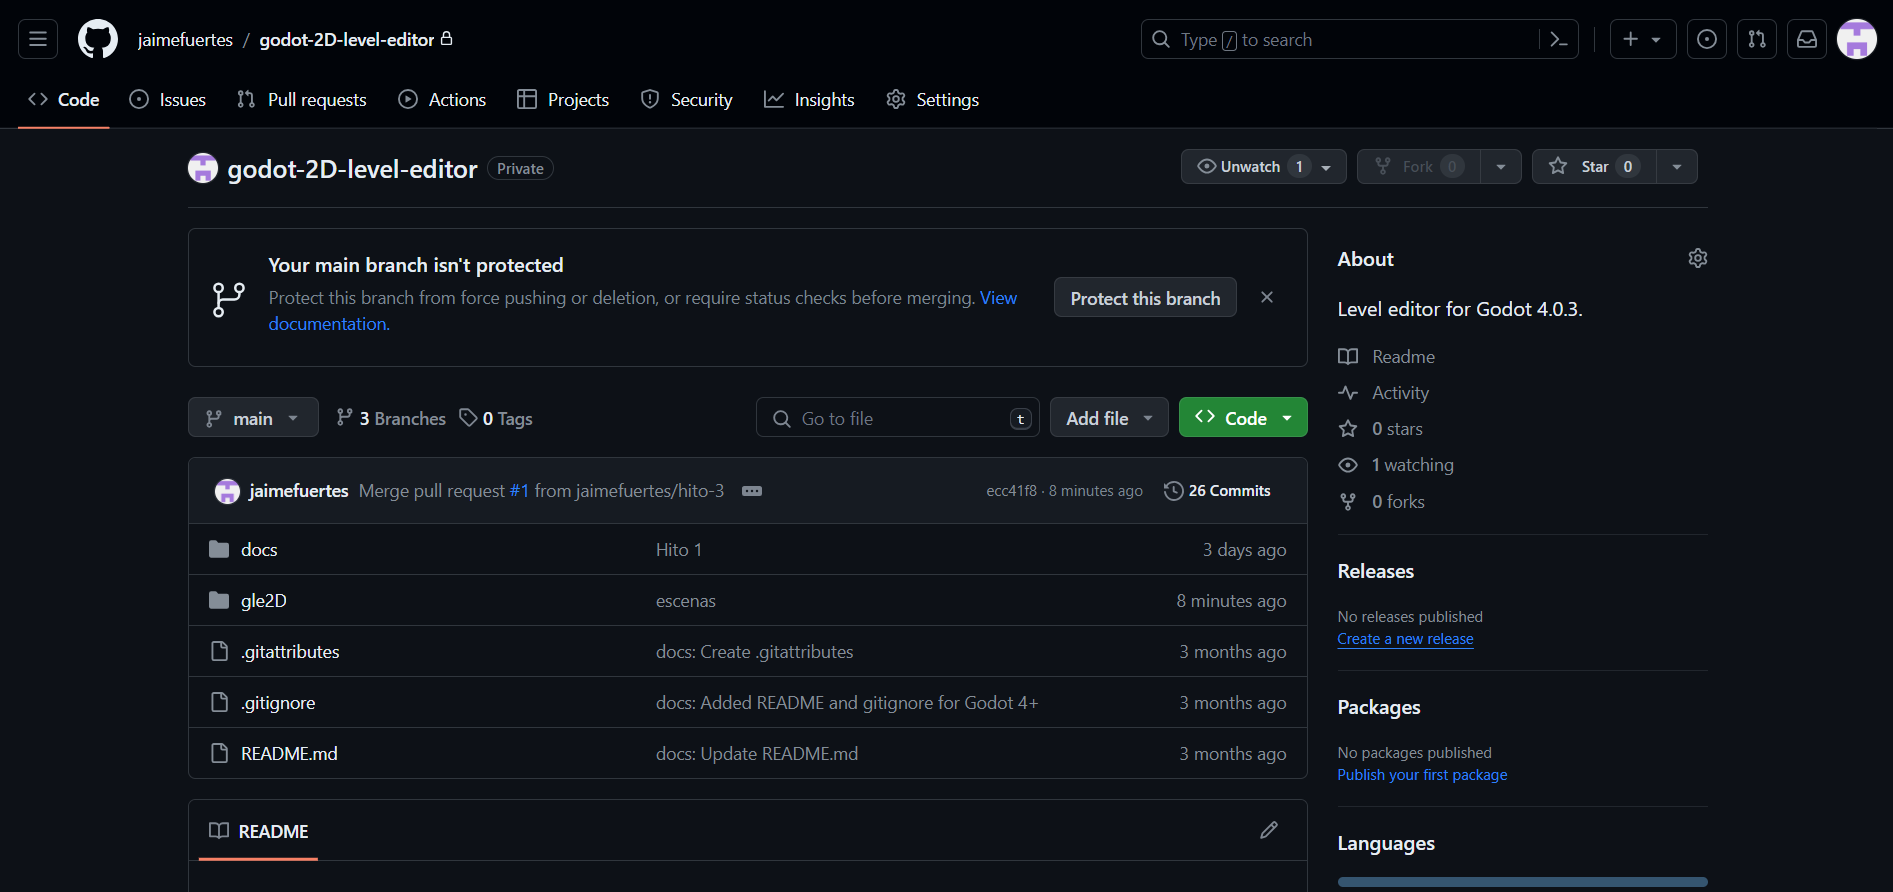 jaimefuertes / godot-2D-level-editor
Type / to search
Code Issues Pull requests Actions Projects Security Insights Settings
godot-2D-level-editor Private
Unwatch 1 Fork 0 Star 0
Your main branch isn't protected
Protect this branch from force pushing or deletion, or require status checks before merging. View
documentation.
Protect this branch
main 3 Branches 0 Tags
Go to file t
Add file
Code
jaimefuertes Merge pull request #1 from jaimefuertes/hito-3 ecc41f8 · 8 minutes ago 26 Commits
docs Hito 1 3 days ago
gle2D escenas 8 minutes ago
.gitattributes docs: Create .gitattributes 3 months ago
.gitignore docs: Added README and gitignore for Godot 4+ 3 months ago
README.md docs: Update README.md 3 months ago
README
About
Level editor for Godot 4.0.3.
Readme
Activity
0 stars
1 watching
0 forks
Releases
No releases published
Create a new release
Packages
No packages published
Publish your first package
Languages